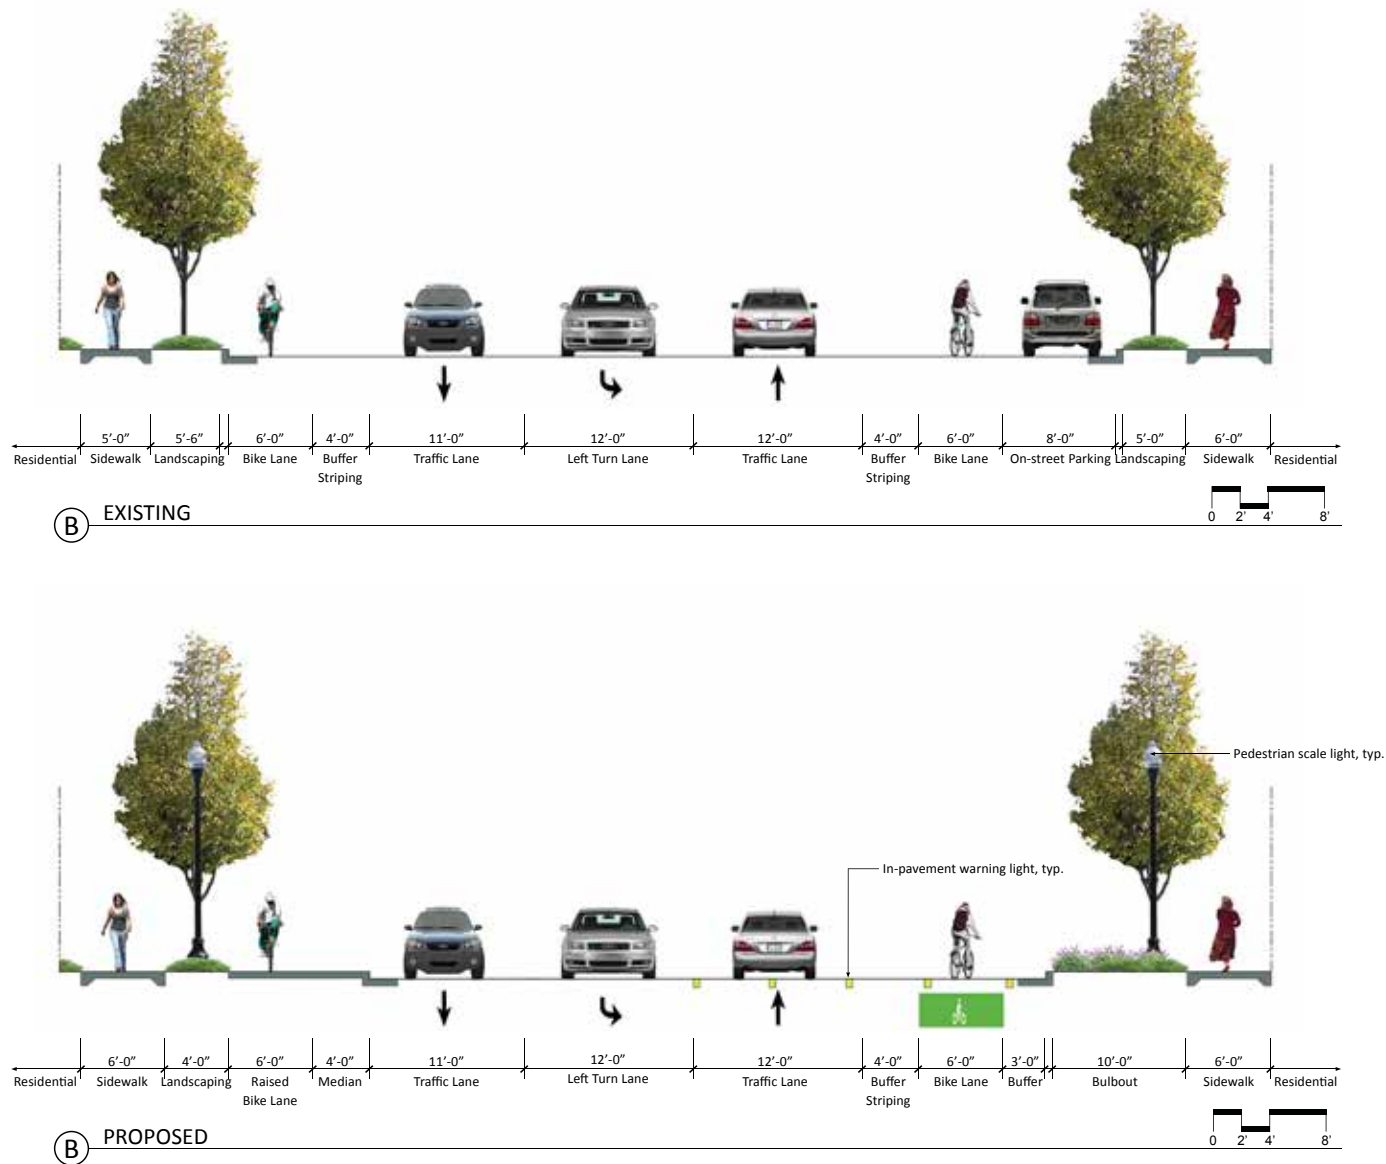 5'-0” 5'-6” 6'-0” 4'-0” 11'-0” 12'-0” 12'-0” 4'-0” 6'-0” 8'-0” 5'-0” 6'-0”
Residential Sidewalk Landscaping Bike Lane Buffer Traffic Lane Left Turn Lane Traffic Lane Buffer Bike Lane On-street Parking Landscaping Sidewalk Residential
Striping Striping
B EXISTING
0 2' 4' 8'
Pedestrian scale light, typ.
In-pavement warning light, typ.
6'-0” 4'-0” 6'-0” 4'-0” 11'-0” 12'-0” 12'-0” 4'-0” 6'-0” 3'-0” 10'-0” 6'-0”
Residential Sidewalk Landscaping Raised Median Traffic Lane Left Turn Lane Traffic Lane Buffer Bike Lane Buffer Bulbout Sidewalk Residential
Bike Lane Striping
B PROPOSED
0 2' 4' 8'